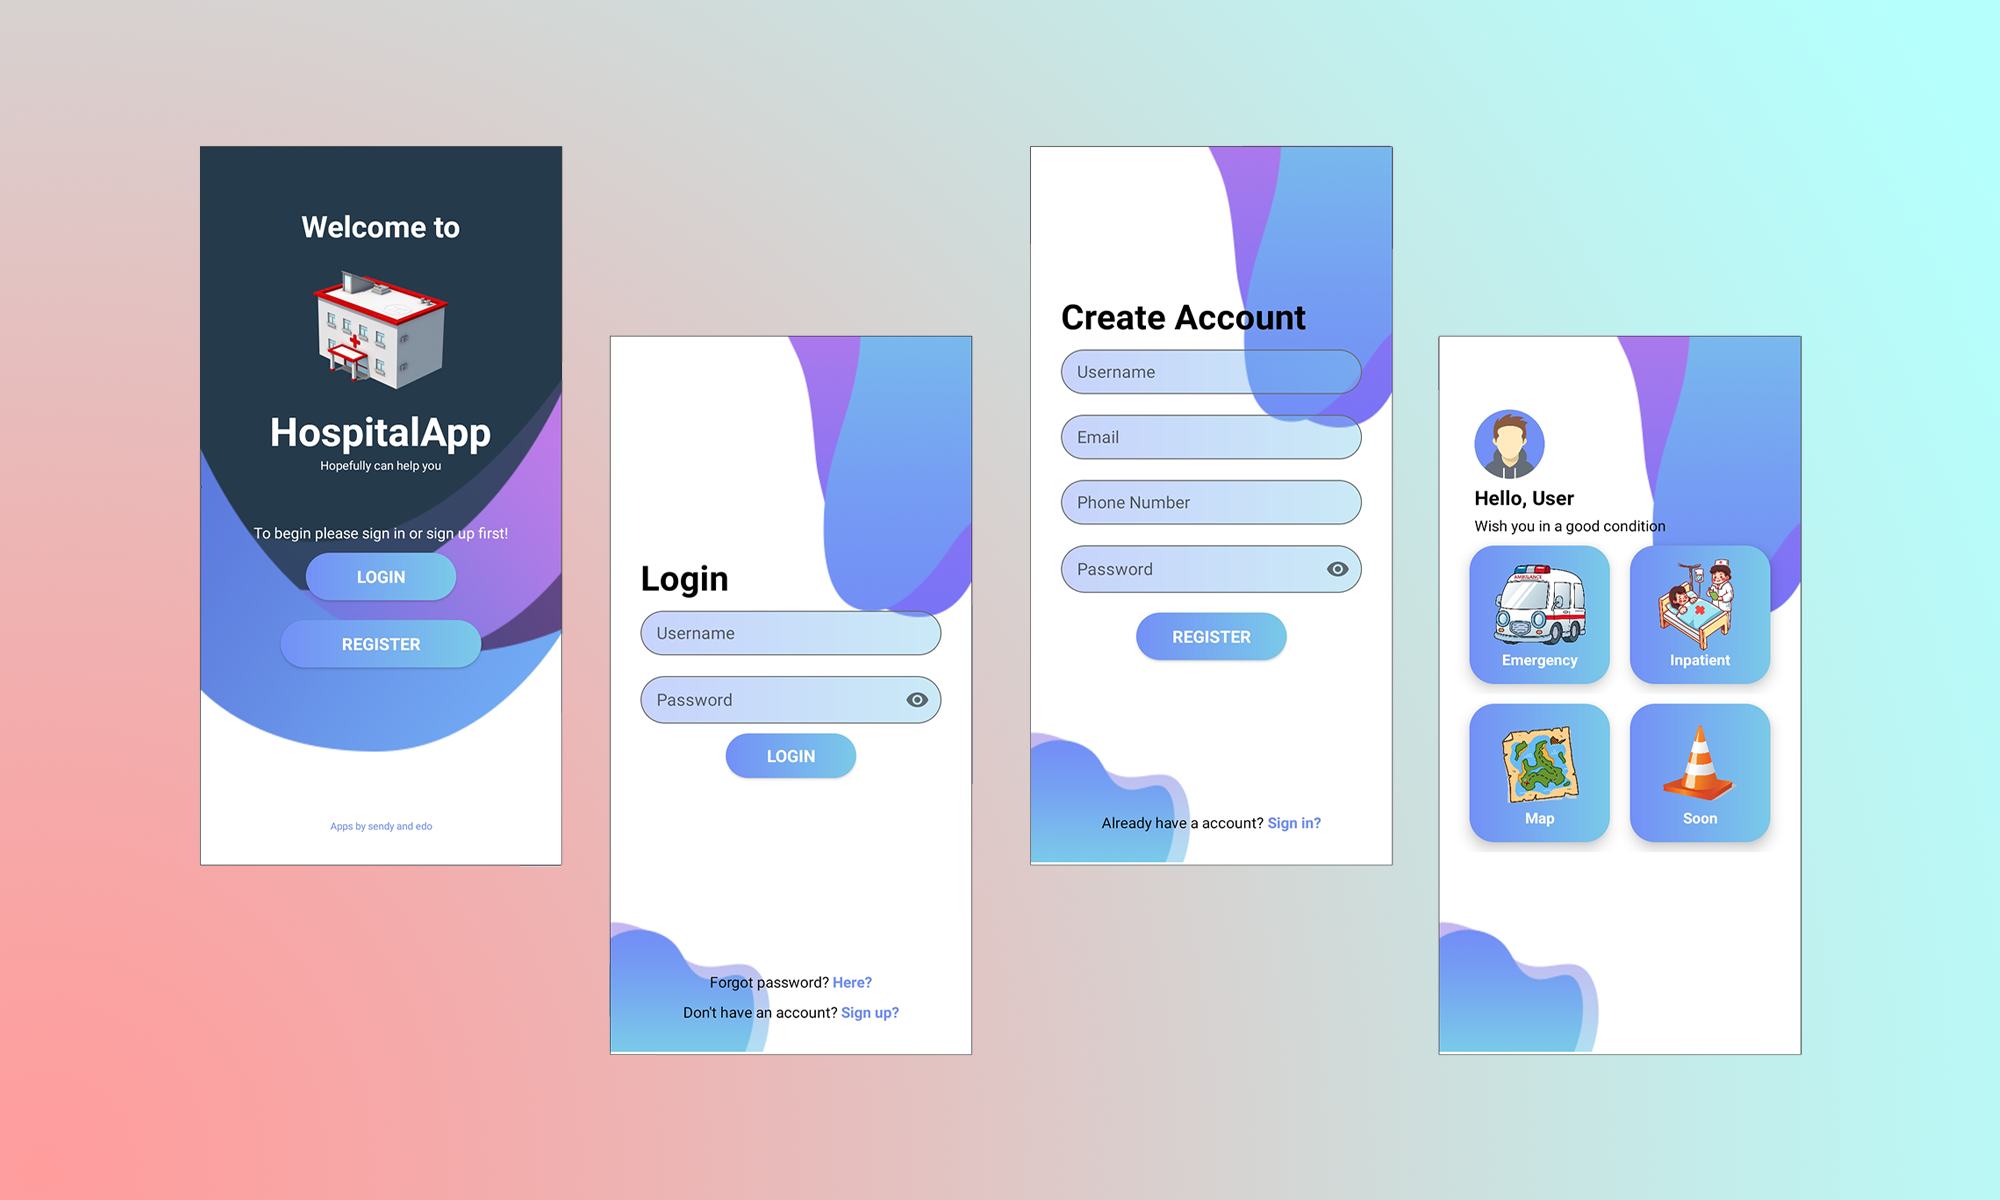 Welcome to
HospitalApp
Hopefully can help you
To begin please sign in or sign up first!
LOGIN
REGISTER
Apps by sendy and edo
Login
Username
Password
LOGIN
Forgot password? Here?
Don't have an account? Sign up?
Create Account
Username
Email
Phone Number
Password
REGISTER
Already have a account? Sign in?
Hello, User
Wish you in a good condition
AMBULANCE
Emergency
Inpatient
Map
Soon